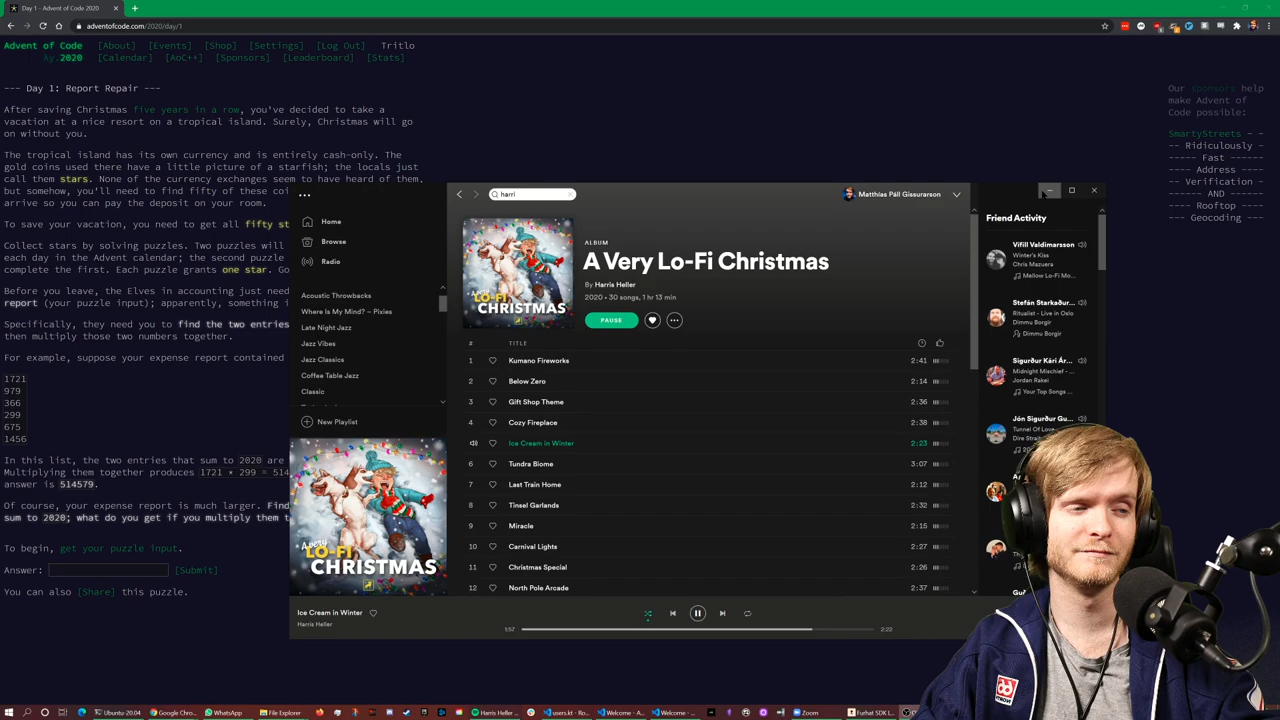 Day 1 - Advent of Code 2020
adventofcode.com/2020/day/1
Advent of Code [About] [Events] [Shop] [Settings] [Log Out] Tritlo
λy.2020 [Calendar] [AoC++] [Sponsors] [Leaderboard] [Stats]
--- Day 1: Report Repair ---
After saving Christmas five years in a row, you've decided to take a
vacation at a nice resort on a tropical island. Surely, Christmas will go
on without you.
The tropical island has its own currency and is entirely cash-only. The
gold coins used there have a little picture of a starfish; the locals just
call them stars. None of the currency exchanges seem to have heard of them,
but somehow, you'll need to find fifty of these coi
arrive so you can pay the deposit on your room.
To save your vacation, you need to get all fifty st
Collect stars by solving puzzles. Two puzzles will
each day in the Advent calendar; the second puzzle
complete the first. Each puzzle grants one star. Go
Before you leave, the Elves in accounting just need
report (your puzzle input); apparently, something i
Specifically, they need you to find the two entries
then multiply those two numbers together.
For example, suppose your expense report contained
1721
979
366
299
675
1456
In this list, the two entries that sum to 2020 are
Multiplying them together produces 1721 * 299 = 514
answer is 514579.
Of course, your expense report is much larger. Find
sum to 2020; what do you get if you multiply them t
To begin, get your puzzle input.
Answer: [Submit]
You can also [Share] this puzzle.
Our sponsors help
make Advent of
Code possible:
SmartyStreets - -
-- Ridiculously -
---- Fast ----
--- Address ----
-- Verification -
----- AND -----
--- Rooftop ----
--- Geocoding --
harri
Matthías Páll Gissurarson
Home
Browse
Radio
Acoustic Throwbacks
Where Is My Mind? – Pixies
Late Night Jazz
Jazz Vibes
Jazz Classics
Coffee Table Jazz
Classic
New Playlist
A very
LO-FI
CHRISTMAS
Ice Cream in Winter
Harris Heller
A very
LO-FI
CHRISTMAS
ALBUM
A Very Lo-Fi Christmas
By Harris Heller
2020 • 30 songs, 1 hr 13 min
PAUSE
# TITLE
1 Kumano Fireworks 2:41
2 Below Zero 2:14
3 Gift Shop Theme 2:36
4 Cozy Fireplace 2:38
Ice Cream in Winter 2:23
6 Tundra Biome 3:07
7 Last Train Home 2:12
8 Tinsel Garlands 2:32
9 Miracle 2:15
10 Carnival Lights 2:27
11 Christmas Special 2:26
12 North Pole Arcade 2:37
1:57 2:22
Friend Activity
Vífill Valdimarsson
Winter's Kiss
Chris Mazuera
Mellow Lo-Fi Mo...
Stefán Starkaður...
Ritualist - Live in Oslo
Dimmu Borgir
Dimmu Borgir
Sigurður Kári Ár...
Midnight Mischief - ...
Jordan Rakei
Your Top Songs ...
Jón Sigurður Gu...
Tunnel Of Love
Dire Strait
Ubuntu 20.04
Google Chro...
WhatsApp
File Explorer
Harris Heller ...
users.kt - Ro...
Welcome - A...
Welcome - ...
Zoom
Furhat SDK L...